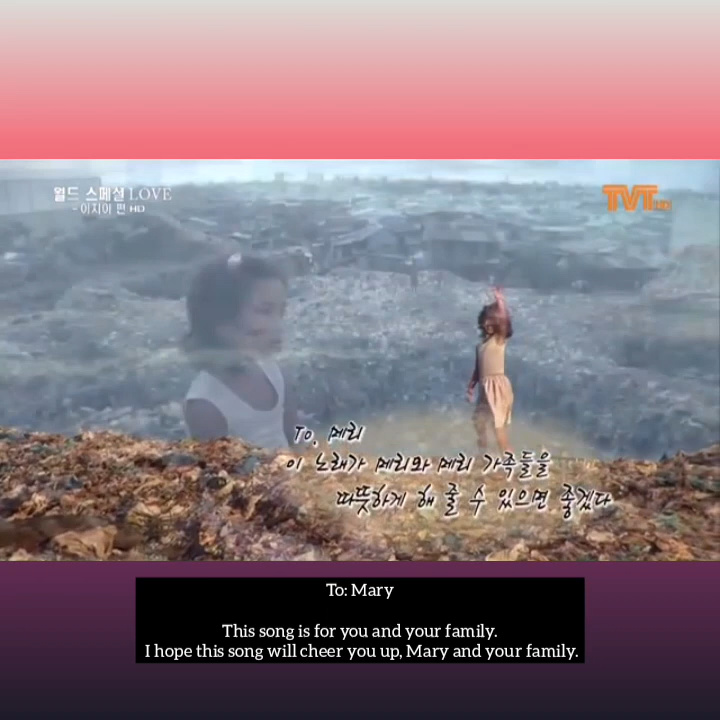 월드 스페셜 LOVE
- 이지아 편 HD
TVT HD
To, 메리
이 노래가 메리와 메리 가족들을
따뜻하게 해 줄 수 있으면 좋겠다
To: Mary
This song is for you and your family.
I hope this song will cheer you up, Mary and your family.